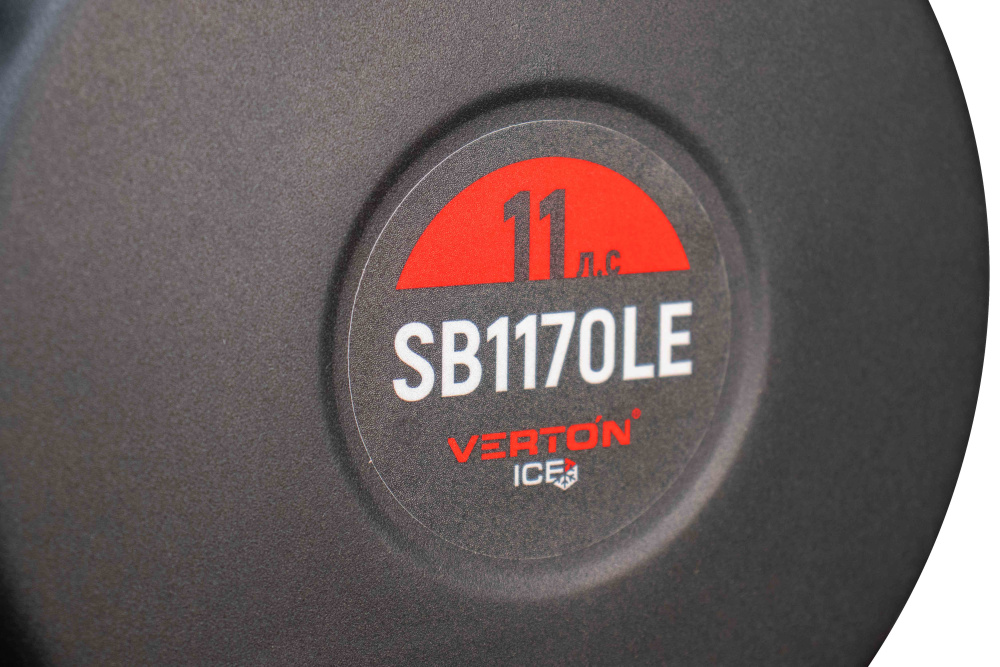 11 л.с
SB1170LE
VERTON®
ICE